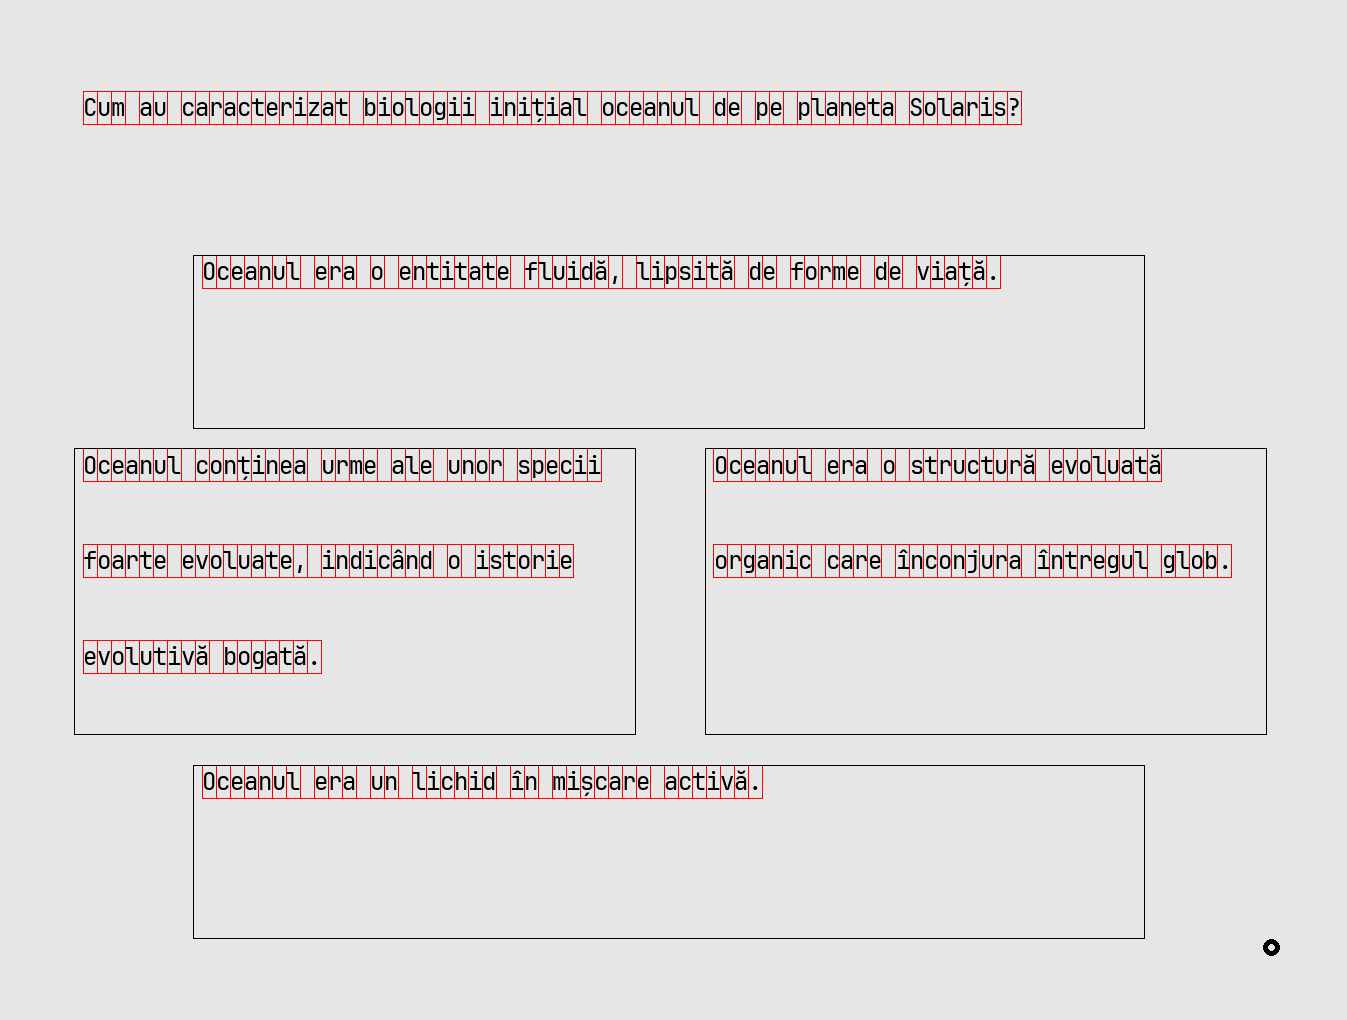 Cum au caracterizat biologii inițial oceanul de pe planeta Solaris?
Oceanul era o entitate fluidă, lipsită de forme de viață.
Oceanul conținea urme ale unor specii
foarte evoluate, indicând o istorie
evolutivă bogată.
Oceanul era o structură evoluată
organic care înconjura întregul glob.
Oceanul era un lichid în mișcare activă.